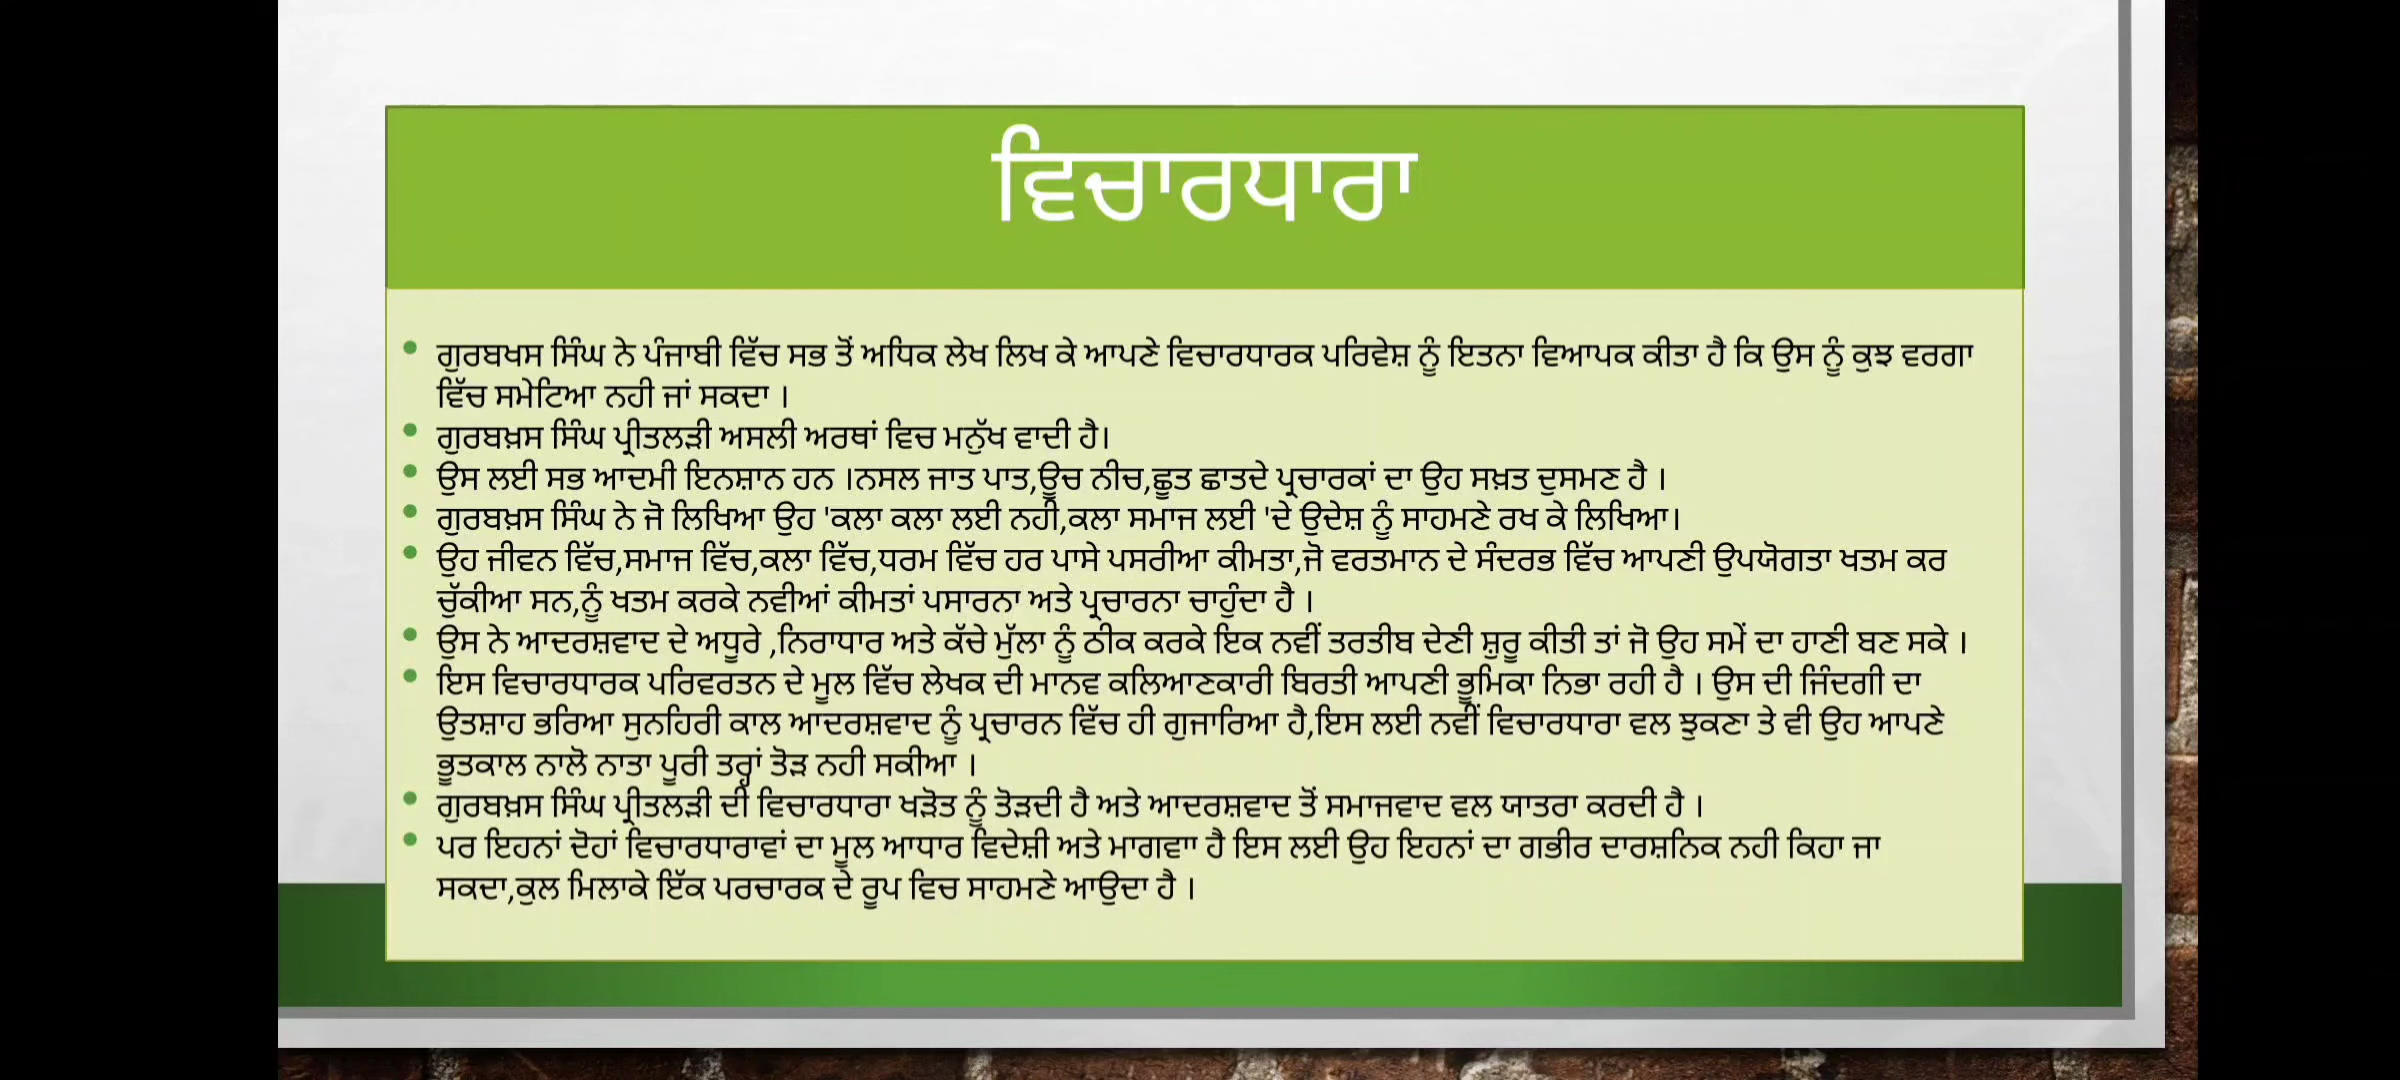 ਵਿਚਾਰਧਾਰਾ
ਗੁਰਬਖਸ ਸਿੰਘ ਨੇ ਪੰਜਾਬੀ ਵਿੱਚ ਸਭ ਤੋਂ ਅਧਿਕ ਲੇਖ ਲਿਖ ਕੇ ਆਪਣੇ ਵਿਚਾਰਧਾਰਕ ਪਰਿਵੇਸ਼ ਨੂੰ ਇਤਨਾ ਵਿਆਪਕ ਕੀਤਾ ਹੈ ਕਿ ਉਸ ਨੂੰ ਕੁਝ ਵਰਗਾ
ਵਿੱਚ ਸਮੇਟਿਆ ਨਹੀ ਜਾਂ ਸਕਦਾ ।
ਗੁਰਬਖ਼ਸ ਸਿੰਘ ਪ੍ਰੀਤਲੜੀ ਅਸਲੀ ਅਰਥਾਂ ਵਿਚ ਮਨੁੱਖ ਵਾਦੀ ਹੈ।
ਉਸ ਲਈ ਸਭ ਆਦਮੀ ਇਨਸ਼ਾਨ ਹਨ ।ਨਸਲ ਜਾਤ ਪਾਤ,ਊਚ ਨੀਚ,ਛੂਤ ਛਾਤਦੇ ਪ੍ਰਚਾਰਕਾਂ ਦਾ ਉਹ ਸਖ਼ਤ ਦੁਸਮਣ ਹੈ ।
ਗੁਰਬਖ਼ਸ ਸਿੰਘ ਨੇ ਜੋ ਲਿਖਿਆ ਉਹ 'ਕਲਾ ਕਲਾ ਲਈ ਨਹੀਂ,ਕਲਾ ਸਮਾਜ ਲਈ 'ਦੇ ਉਦੇਸ਼ ਨੂੰ ਸਾਹਮਣੇ ਰਖ ਕੇ ਲਿਖਿਆ।
ਉਹ ਜੀਵਨ ਵਿੱਚ,ਸਮਾਜ ਵਿੱਚ,ਕਲਾ ਵਿੱਚ,ਧਰਮ ਵਿੱਚ ਹਰ ਪਾਸੇ ਪਸਰੀਆ ਕੀਮਤਾ,ਜੋ ਵਰਤਮਾਨ ਦੇ ਸੰਦਰਭ ਵਿੱਚ ਆਪਣੀ ਉਪਯੋਗਤਾ ਖਤਮ ਕਰ
ਚੁੱਕੀਆ ਸਨ,ਨੂੰ ਖਤਮ ਕਰਕੇ ਨਵੀਆਂ ਕੀਮਤਾਂ ਪਸਾਰਨਾ ਅਤੇ ਪ੍ਰਚਾਰਨਾ ਚਾਹੁੰਦਾ ਹੈ ।
ਉਸ ਨੇ ਆਦਰਸ਼ਵਾਦ ਦੇ ਅਧੂਰੇ ,ਨਿਰਾਧਾਰ ਅਤੇ ਕੱਚੇ ਮੁੱਲਾ ਨੂੰ ਠੀਕ ਕਰਕੇ ਇਕ ਨਵੀਂ ਤਰਤੀਬ ਦੇਣੀ ਸ਼ੁਰੂ ਕੀਤੀ ਤਾਂ ਜੋ ਉਹ ਸਮੇਂ ਦਾ ਹਾਣੀ ਬਣ ਸਕੇ ।
ਇਸ ਵਿਚਾਰਧਾਰਕ ਪਰਿਵਰਤਨ ਦੇ ਮੂਲ ਵਿੱਚ ਲੇਖਕ ਦੀ ਮਾਨਵ ਕਲਿਆਣਕਾਰੀ ਬਿਰਤੀ ਆਪਣੀ ਭੂਮਿਕਾ ਨਿਭਾ ਰਹੀ ਹੈ । ਉਸ ਦੀ ਜਿੰਦਗੀ ਦਾ
ਉਤਸ਼ਾਹ ਭਰਿਆ ਸੁਨਹਿਰੀ ਕਾਲ ਆਦਰਸ਼ਵਾਦ ਨੂੰ ਪ੍ਰਚਾਰਨ ਵਿੱਚ ਹੀ ਗੁਜਾਰਿਆ ਹੈ,ਇਸ ਲਈ ਨਵੀਂ ਵਿਚਾਰਧਾਰਾ ਵਲ ਝੁਕਣਾ ਤੇ ਵੀ ਉਹ ਆਪਣੇ
ਭੂਤਕਾਲ ਨਾਲੋ ਨਾਤਾ ਪੂਰੀ ਤਰ੍ਹਾਂ ਤੋੜ ਨਹੀ ਸਕੀਆ ।
ਗੁਰਬਖ਼ਸ ਸਿੰਘ ਪ੍ਰੀਤਲੜੀ ਦੀ ਵਿਚਾਰਧਾਰਾ ਖੜੋਤ ਨੂੰ ਤੋੜਦੀ ਹੈ ਅਤੇ ਆਦਰਸ਼ਵਾਦ ਤੋਂ ਸਮਾਜਵਾਦ ਵਲ ਯਾਤਰਾ ਕਰਦੀ ਹੈ ।
ਪਰ ਇਹਨਾਂ ਦੋਹਾਂ ਵਿਚਾਰਧਾਰਾਵਾਂ ਦਾ ਮੂਲ ਆਧਾਰ ਵਿਦੇਸ਼ੀ ਅਤੇ ਮਾਗਵਾਾ ਹੈ ਇਸ ਲਈ ਉਹ ਇਹਨਾਂ ਦਾ ਗਭੀਰ ਦਾਰਸ਼ਨਿਕ ਨਹੀ ਕਿਹਾ ਜਾ
ਸਕਦਾ,ਕੁਲ ਮਿਲਾਕੇ ਇੱਕ ਪਰਚਾਰਕ ਦੇ ਰੂਪ ਵਿਚ ਸਾਹਮਣੇ ਆਉਦਾ ਹੈ ।